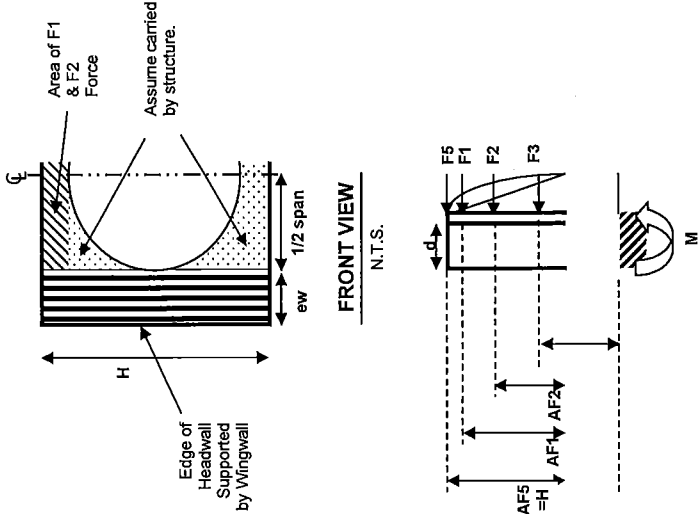 Area of F1
& F2
Force
Assume carried
by structure.
℄
H
ew
1/2 span
Edge of
Headwall
Supported
by Wingwall
FRONT VIEW
N.T.S.
d
F5
F1
F2
F3
AF5
=H
AF1
AF2
M